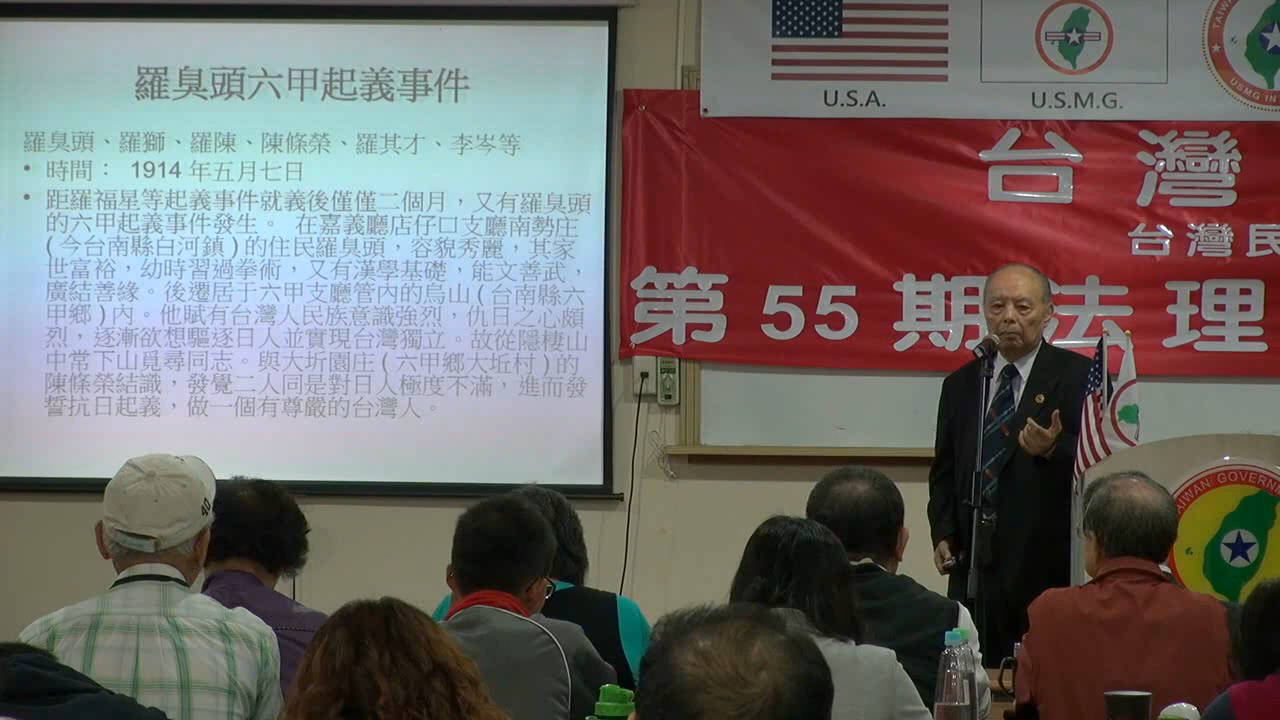 羅臭頭六甲起義事件
羅臭頭、羅獅、羅陳、陳條榮、羅其才、李岑等
• 時間： 1914 年五月七日
• 距羅福星等起義事件就義後僅僅二個月，又有羅臭頭
的六甲起義事件發生。 在嘉義廳店仔口支廳南勢庄
( 今台南縣白河鎮 ) 的住民羅臭頭，容貌秀麗，其家
世富裕，幼時習過拳術，又有漢學基礎，能文善武，
廣結善緣。後遷居于六甲支廳管內的烏山 ( 台南縣六
甲鄉 ) 內。他賦有台灣人民族意識强烈，仇日之心頗
烈，逐漸欲想驅逐日人並實現台灣獨立。故從隱棲山
中常下山覓尋同志。與大坵園庄 ( 六甲鄉大坵村 ) 的
陳條榮結識，發覺二人同是對日人極度不滿，進而發
誓抗日起義，做一個有尊嚴的台灣人。
U.S.A.
U.S.M.G.
TAIWAN
USMG IN
台灣
台灣民
第55期法理
TAIWAN GOVERN
40